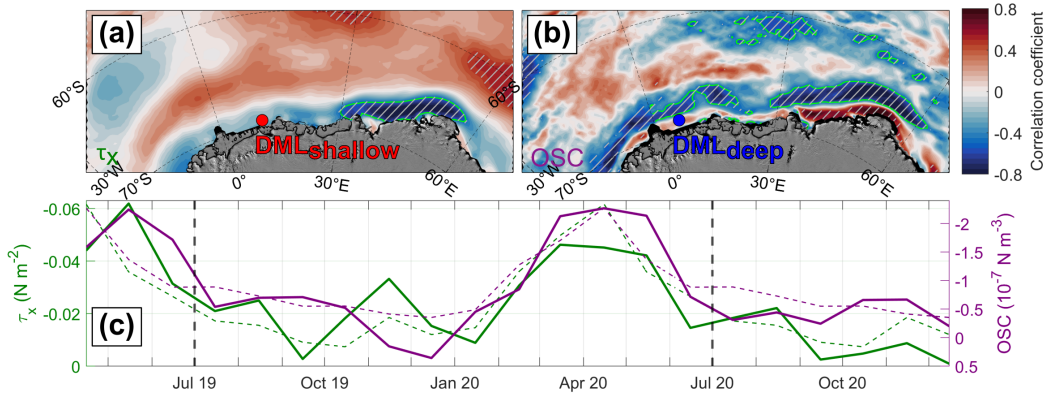 (a)
60°S
τx
DMLshallow
30°W
70°S
0°
30°E
60°E
(b)
60°S
OSC
DMLdeep
30°W
70°S
0°
30°E
60°E
0.8
0.4
0
-0.4
-0.8
Correlation coefficient
-0.06
-0.04
-0.02
0
τx (N m-2)
(c)
-2
-1.5
-1
-0.5
0
0.5
OSC (10-7 N m-3)
Jul 19
Oct 19
Jan 20
Apr 20
Jul 20
Oct 20